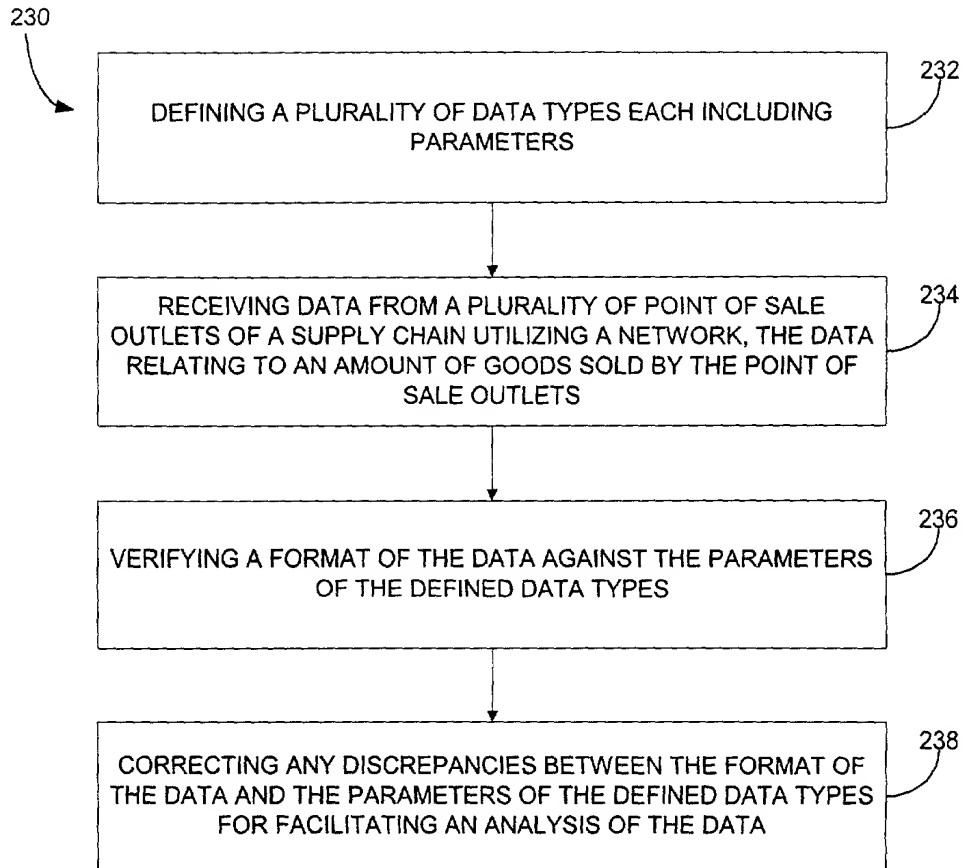 230
232
DEFINING A PLURALITY OF DATA TYPES EACH INCLUDING
PARAMETERS
234
RECEIVING DATA FROM A PLURALITY OF POINT OF SALE
OUTLETS OF A SUPPLY CHAIN UTILIZING A NETWORK, THE DATA
RELATING TO AN AMOUNT OF GOODS SOLD BY THE POINT OF
SALE OUTLETS
236
VERIFYING A FORMAT OF THE DATA AGAINST THE PARAMETERS
OF THE DEFINED DATA TYPES
238
CORRECTING ANY DISCREPANCIES BETWEEN THE FORMAT OF
THE DATA AND THE PARAMETERS OF THE DEFINED DATA TYPES
FOR FACILITATING AN ANALYSIS OF THE DATA